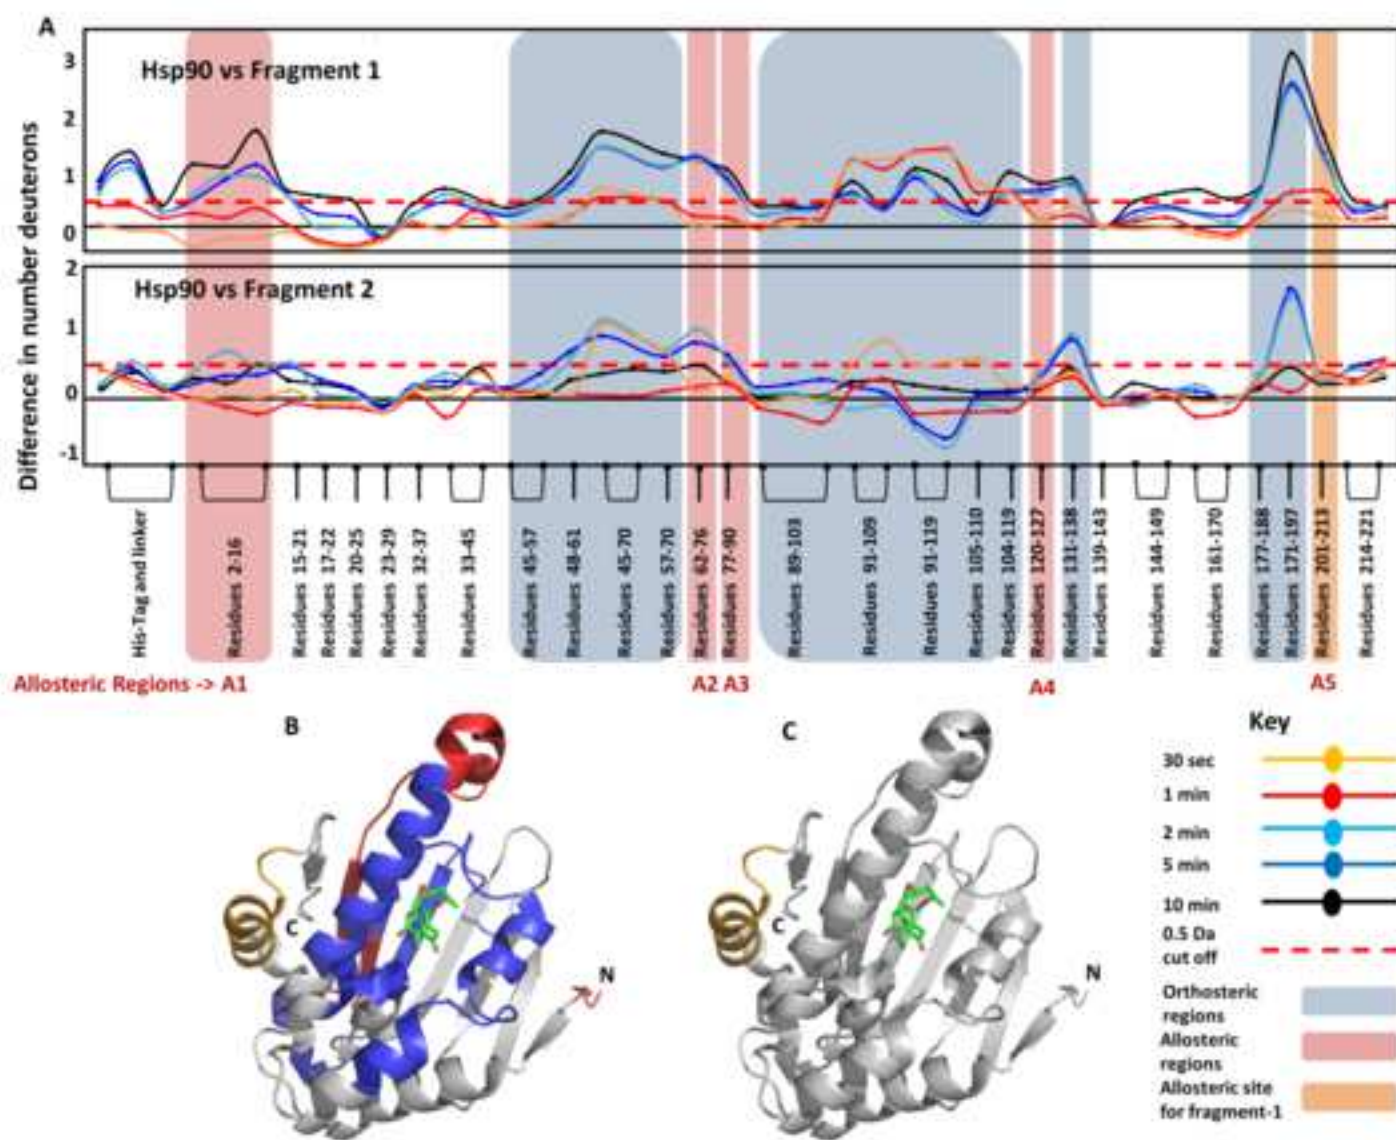 A
Difference in number deuterons
3
2
1
0
Hsp90 vs Fragment 1
2
1
0
-1
Hsp90 vs Fragment 2
His-Tag and linker
Residues 2-16
Residues 15-21
Residues 17-22
Residues 20-25
Residues 23-29
Residues 32-37
Residues 33-45
Residues 45-57
Residues 48-61
Residues 45-70
Residues 57-70
Residues 62-76
Residues 77-90
Residues 89-103
Residues 91-109
Residues 91-119
Residues 105-110
Residues 104-119
Residues 120-127
Residues 131-138
Residues 139-143
Residues 144-149
Residues 161-170
Residues 177-188
Residues 171-197
Residues 201-213
Residues 214-221
Allosteric Regions -> A1
A2 A3
A4
A5
B
C
N
C
C
N
Key
30 sec
1 min
2 min
5 min
10 min
0.5 Da
cut off
Orthosteric
regions
Allosteric
regions
Allosteric site
for fragment-1